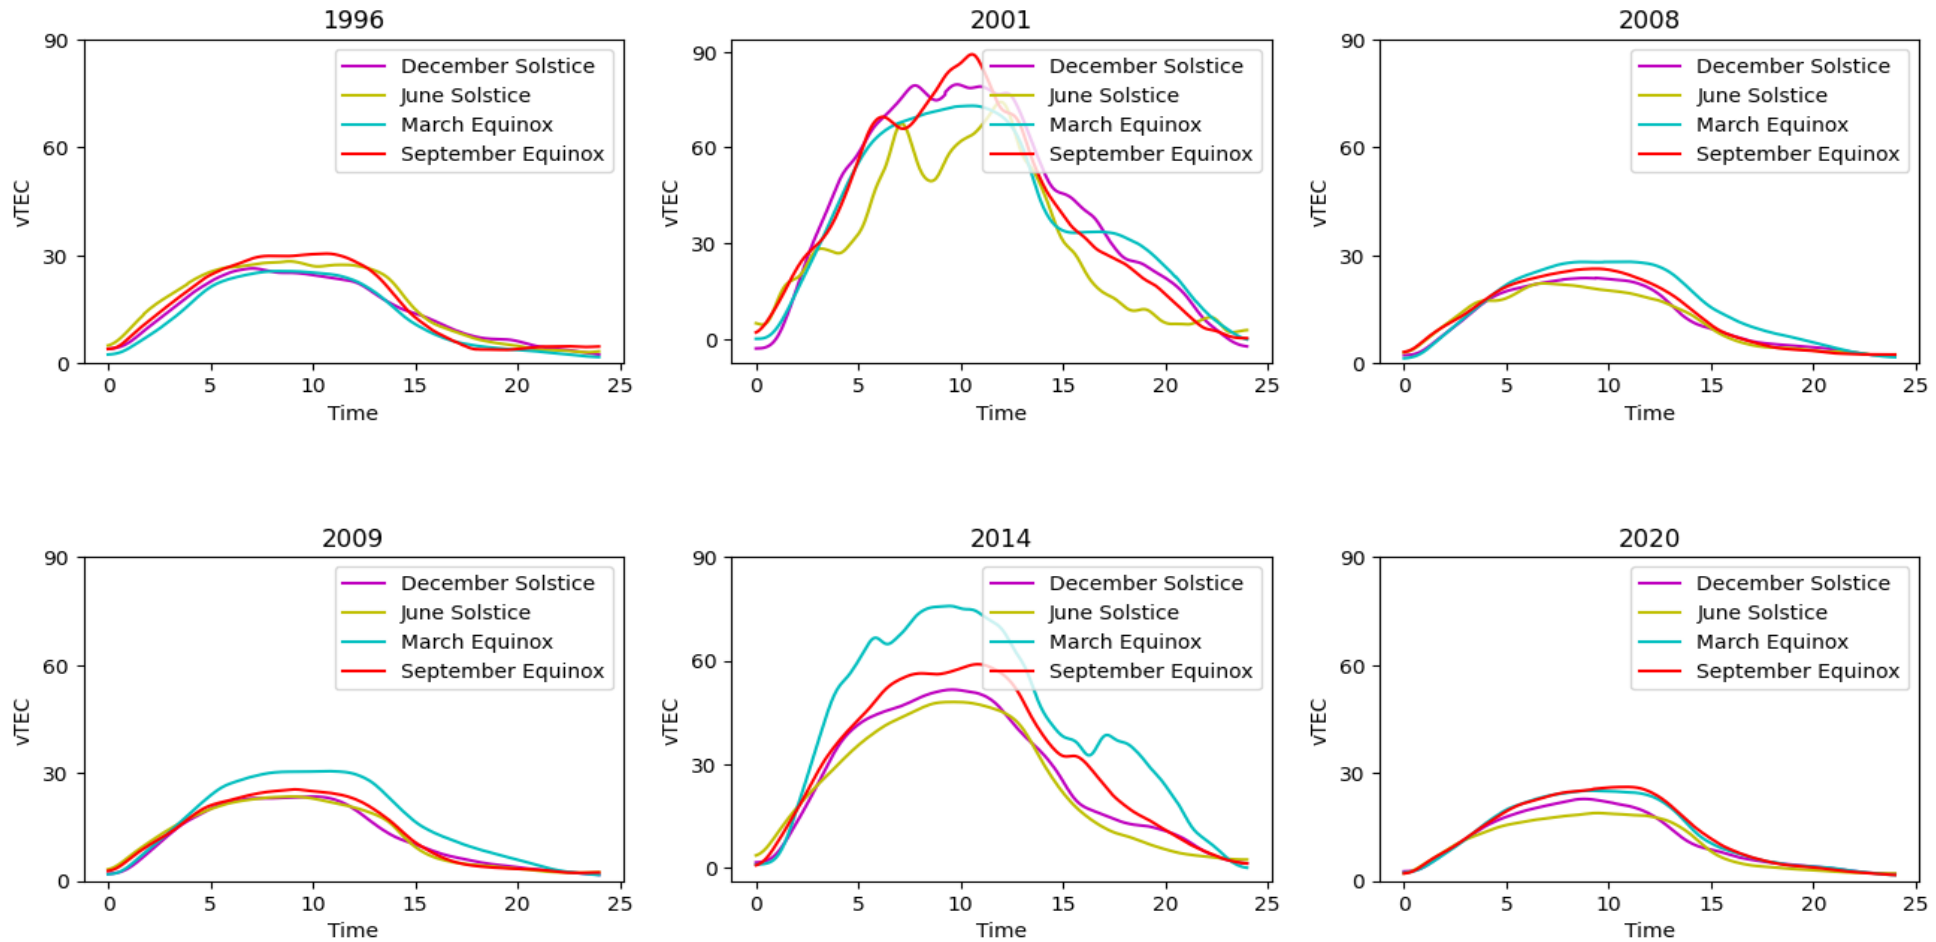 1996
90
60
30
0
vTEC
0 5 10 15 20 25
Time
December Solstice
June Solstice
March Equinox
September Equinox
2001
90
60
30
0
vTEC
0 5 10 15 20 25
Time
December Solstice
June Solstice
March Equinox
September Equinox
2008
90
60
30
0
vTEC
0 5 10 15 20 25
Time
December Solstice
June Solstice
March Equinox
September Equinox
2009
90
60
30
0
vTEC
0 5 10 15 20 25
Time
December Solstice
June Solstice
March Equinox
September Equinox
2014
90
60
30
0
vTEC
0 5 10 15 20 25
Time
December Solstice
June Solstice
March Equinox
September Equinox
2020
90
60
30
0
vTEC
0 5 10 15 20 25
Time
December Solstice
June Solstice
March Equinox
September Equinox